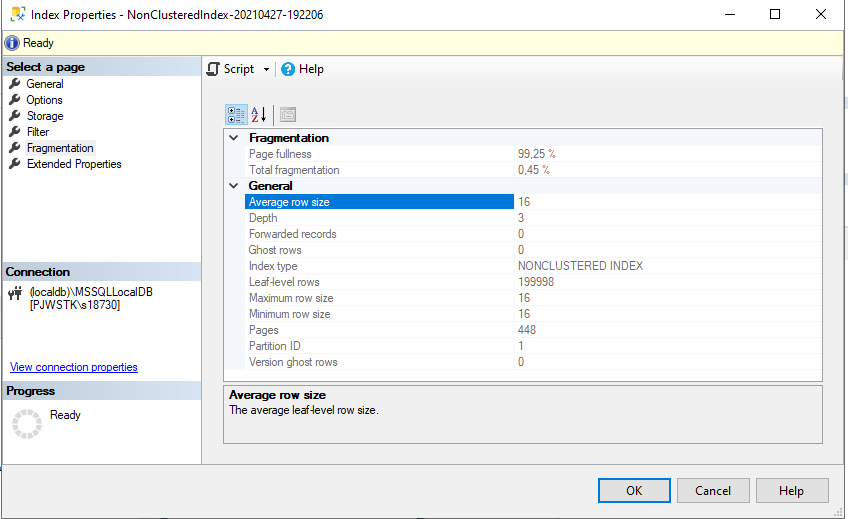 Index Properties - NonClusteredIndex-20210427-192206
Ready
Select a page
General
Options
Storage
Filter
Fragmentation
Extended Properties
Connection
(localdb)\MSSQLLocalDB
[PJWSTK\s18730]
View connection properties
Progress
Ready
Script Help
Fragmentation
Page fullness 99,25 %
Total fragmentation 0,45 %
General
Average row size 16
Depth 3
Forwarded records 0
Ghost rows 0
Index type NONCLUSTERED INDEX
Leaf-level rows 199998
Maximum row size 16
Minimum row size 16
Pages 448
Partition ID 1
Version ghost rows 0
Average row size
The average leaf-level row size.
OK Cancel Help